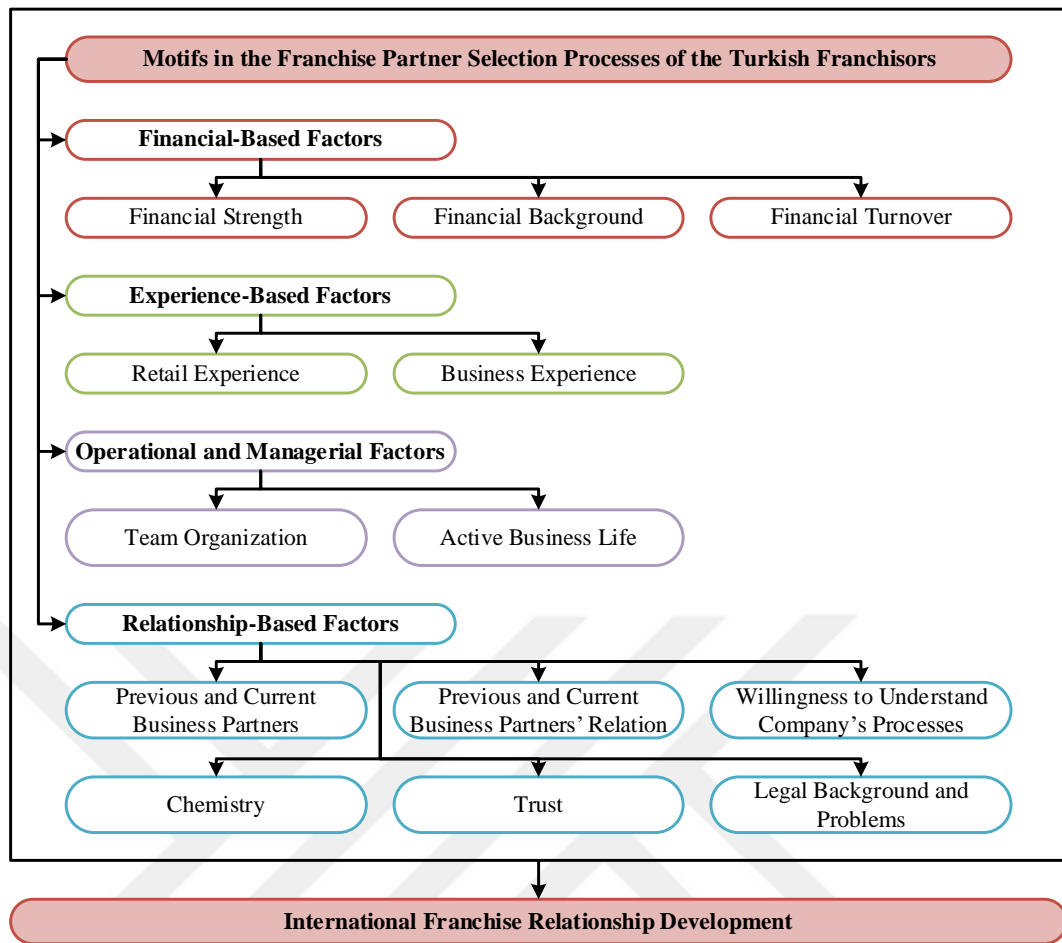 Motifs in the Franchise Partner Selection Processes of the Turkish Franchisors
Financial-Based Factors
Financial Strength
Financial Background
Financial Turnover
Experience-Based Factors
Retail Experience
Business Experience
Operational and Managerial Factors
Team Organization
Active Business Life
Relationship-Based Factors
Previous and Current
Business Partners
Previous and Current
Business Partners’ Relation
Willingness to Understand
Company’s Processes
Chemistry
Trust
Legal Background and
Problems
International Franchise Relationship Development